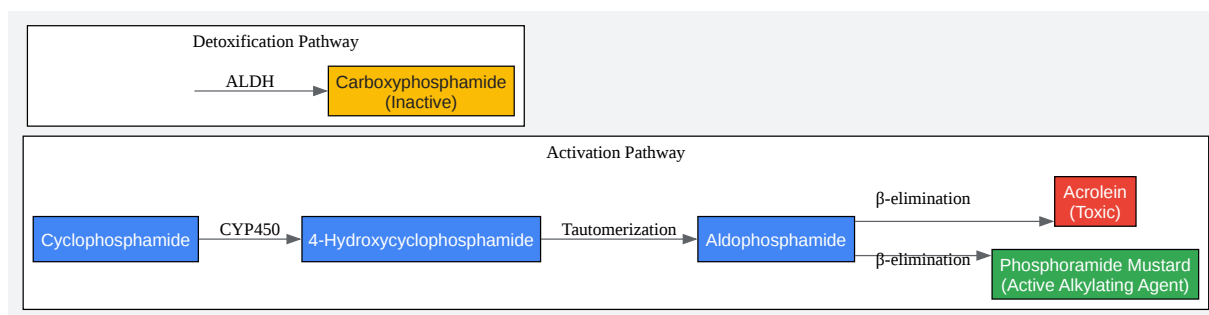 Detoxification Pathway
ALDH
Carboxyphosphamide
(Inactive)
Activation Pathway
Cyclophosphamide
CYP450
4-Hydroxycyclophosphamide
Tautomerization
Aldophosphamide
β-elimination
Acrolein
(Toxic)
β-elimination
Phosphoramide Mustard
(Active Alkylating Agent)